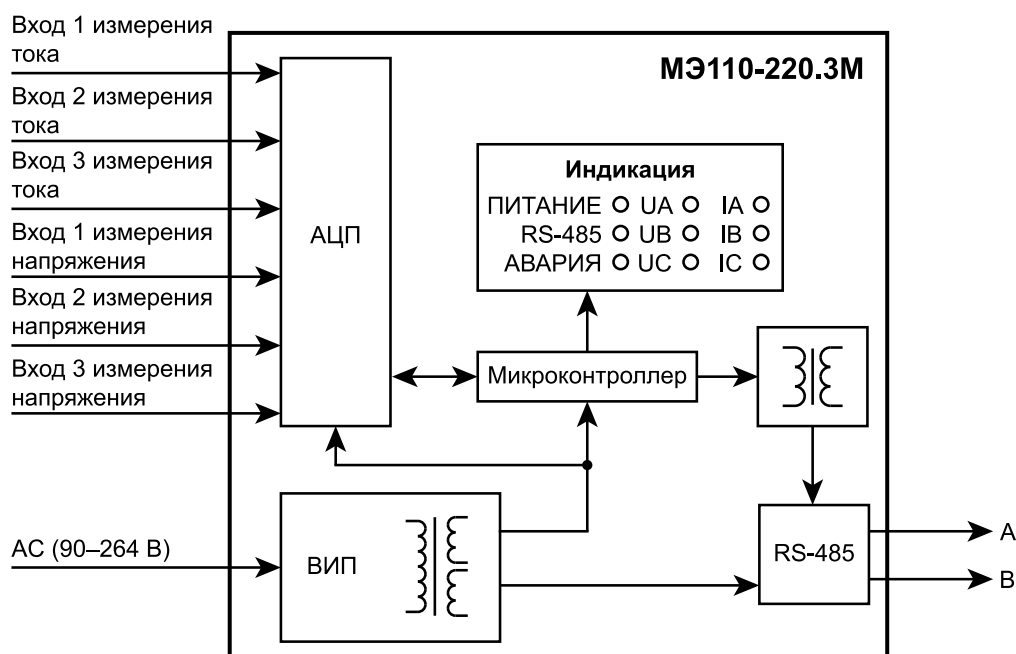 Вход 1 измерения
тока
Вход 2 измерения
тока
Вход 3 измерения
тока
Вход 1 измерения
напряжения
Вход 2 измерения
напряжения
Вход 3 измерения
напряжения
АС (90–264 В)
МЭ110-220.3М
АЦП
Индикация
ПИТАНИЕ UA IA
RS-485 UB IB
АВАРИЯ UC IC
Микроконтроллер
ВИП
RS-485
A
B